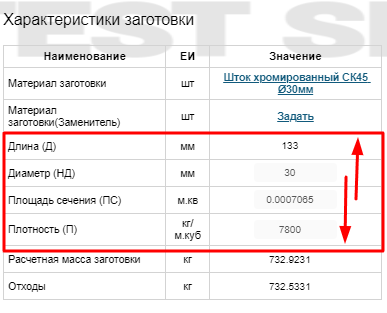 Характеристики заготовки
Наименование ЕИ Значение
Материал заготовки шт Шток хромированный СК45 Ø30мм
Материал заготовки(Заменитель) шт Задать
Длина (Д) мм 133
Диаметр (НД) мм 30
Площадь сечения (ПС) м.кв 0.0007065
Плотность (П) кг/м.куб 7800
Расчетная масса заготовки кг 732.9231
Отходы кг 732.5331